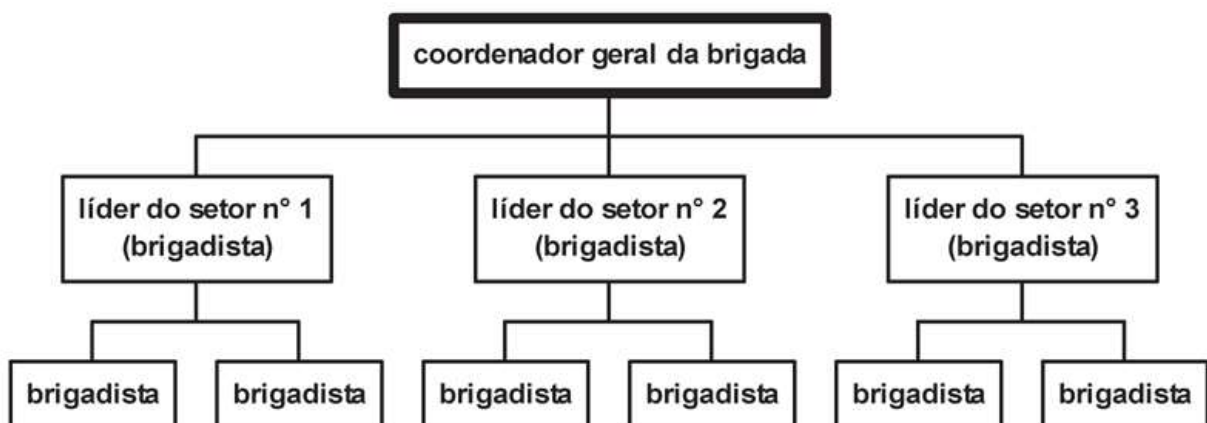 coordenador geral da brigada
líder do setor n° 1
(brigadista)
líder do setor n° 2
(brigadista)
líder do setor n° 3
(brigadista)
brigadista
brigadista
brigadista
brigadista
brigadista
brigadista